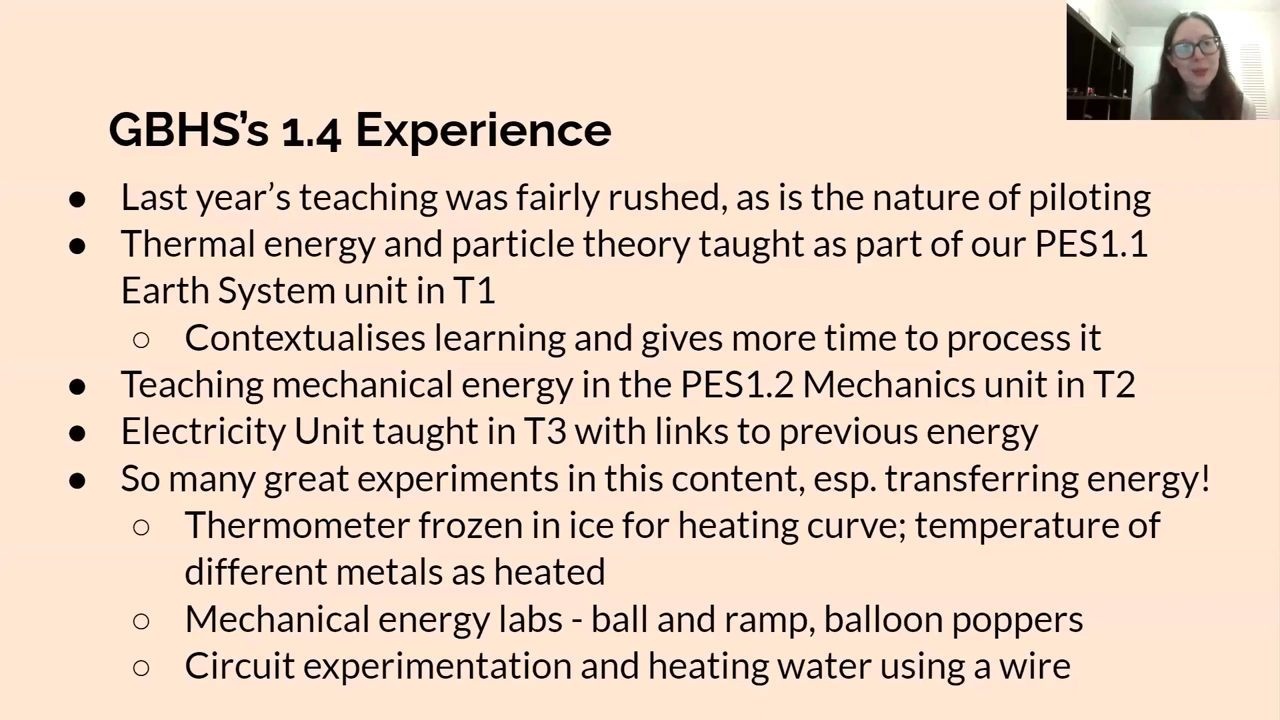 GBHS’s 1.4 Experience
● Last year’s teaching was fairly rushed, as is the nature of piloting
● Thermal energy and particle theory taught as part of our PES1.1
Earth System unit in T1
○ Contextualises learning and gives more time to process it
● Teaching mechanical energy in the PES1.2 Mechanics unit in T2
● Electricity Unit taught in T3 with links to previous energy
● So many great experiments in this content, esp. transferring energy!
○ Thermometer frozen in ice for heating curve; temperature of
different metals as heated
○ Mechanical energy labs - ball and ramp, balloon poppers
○ Circuit experimentation and heating water using a wire